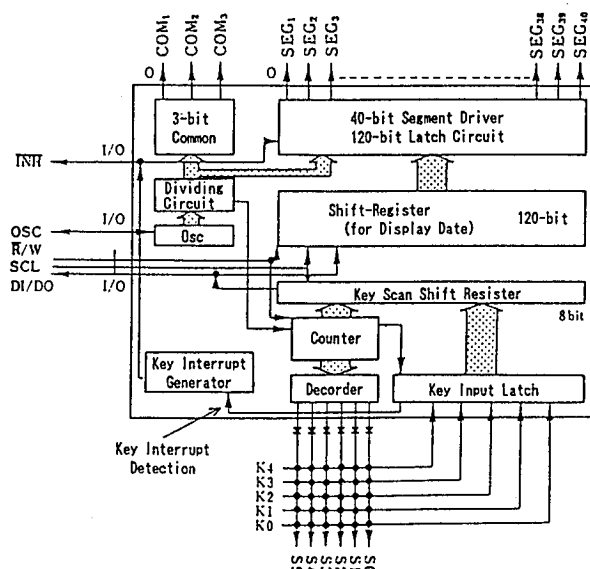 COM₁ COM₂ COM₃ SEG₁ SEG₂ SEG₃ SEG₃₈ SEG₃₉ SEG₄₀
O O
3-bit
Common
40-bit Segment Driver
120-bit Latch Circuit
I̅N̅H̅ I/O
Dividing
Circuit
Shift-Register
(for Display Date)
120-bit
OSC I/O Osc
R̅/W
SCL
DI/DO I/O
Key Scan Shift Register
8bit
Counter
Key Interrupt
Generator
Decorder
Key Input Latch
Key Interrupt
Detection
K4
K3
K2
K1
K0